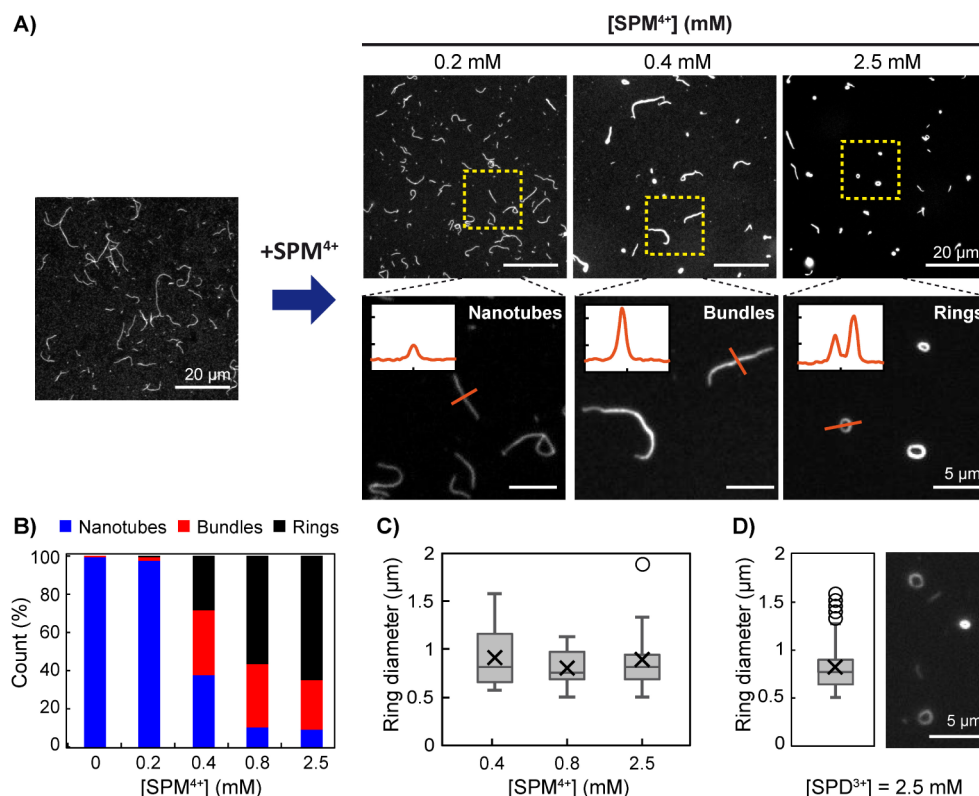 A)
[SPM⁴⁺] (mM)
0.2 mM 0.4 mM 2.5 mM
+SPM⁴⁺
20 µm
20 µm
Nanotubes Bundles Rings
5 µm
B) Nanotubes Bundles Rings
Count (%)
100
80
60
40
20
0
0 0.2 0.4 0.8 2.5
[SPM⁴⁺] (mM)
C)
Ring diameter (µm)
2
1.5
1
0.5
0
0.4 0.8 2.5
[SPM⁴⁺] (mM)
D)
Ring diameter (µm)
2
1.5
1
0.5
0
5 µm
[SPD³⁺] = 2.5 mM